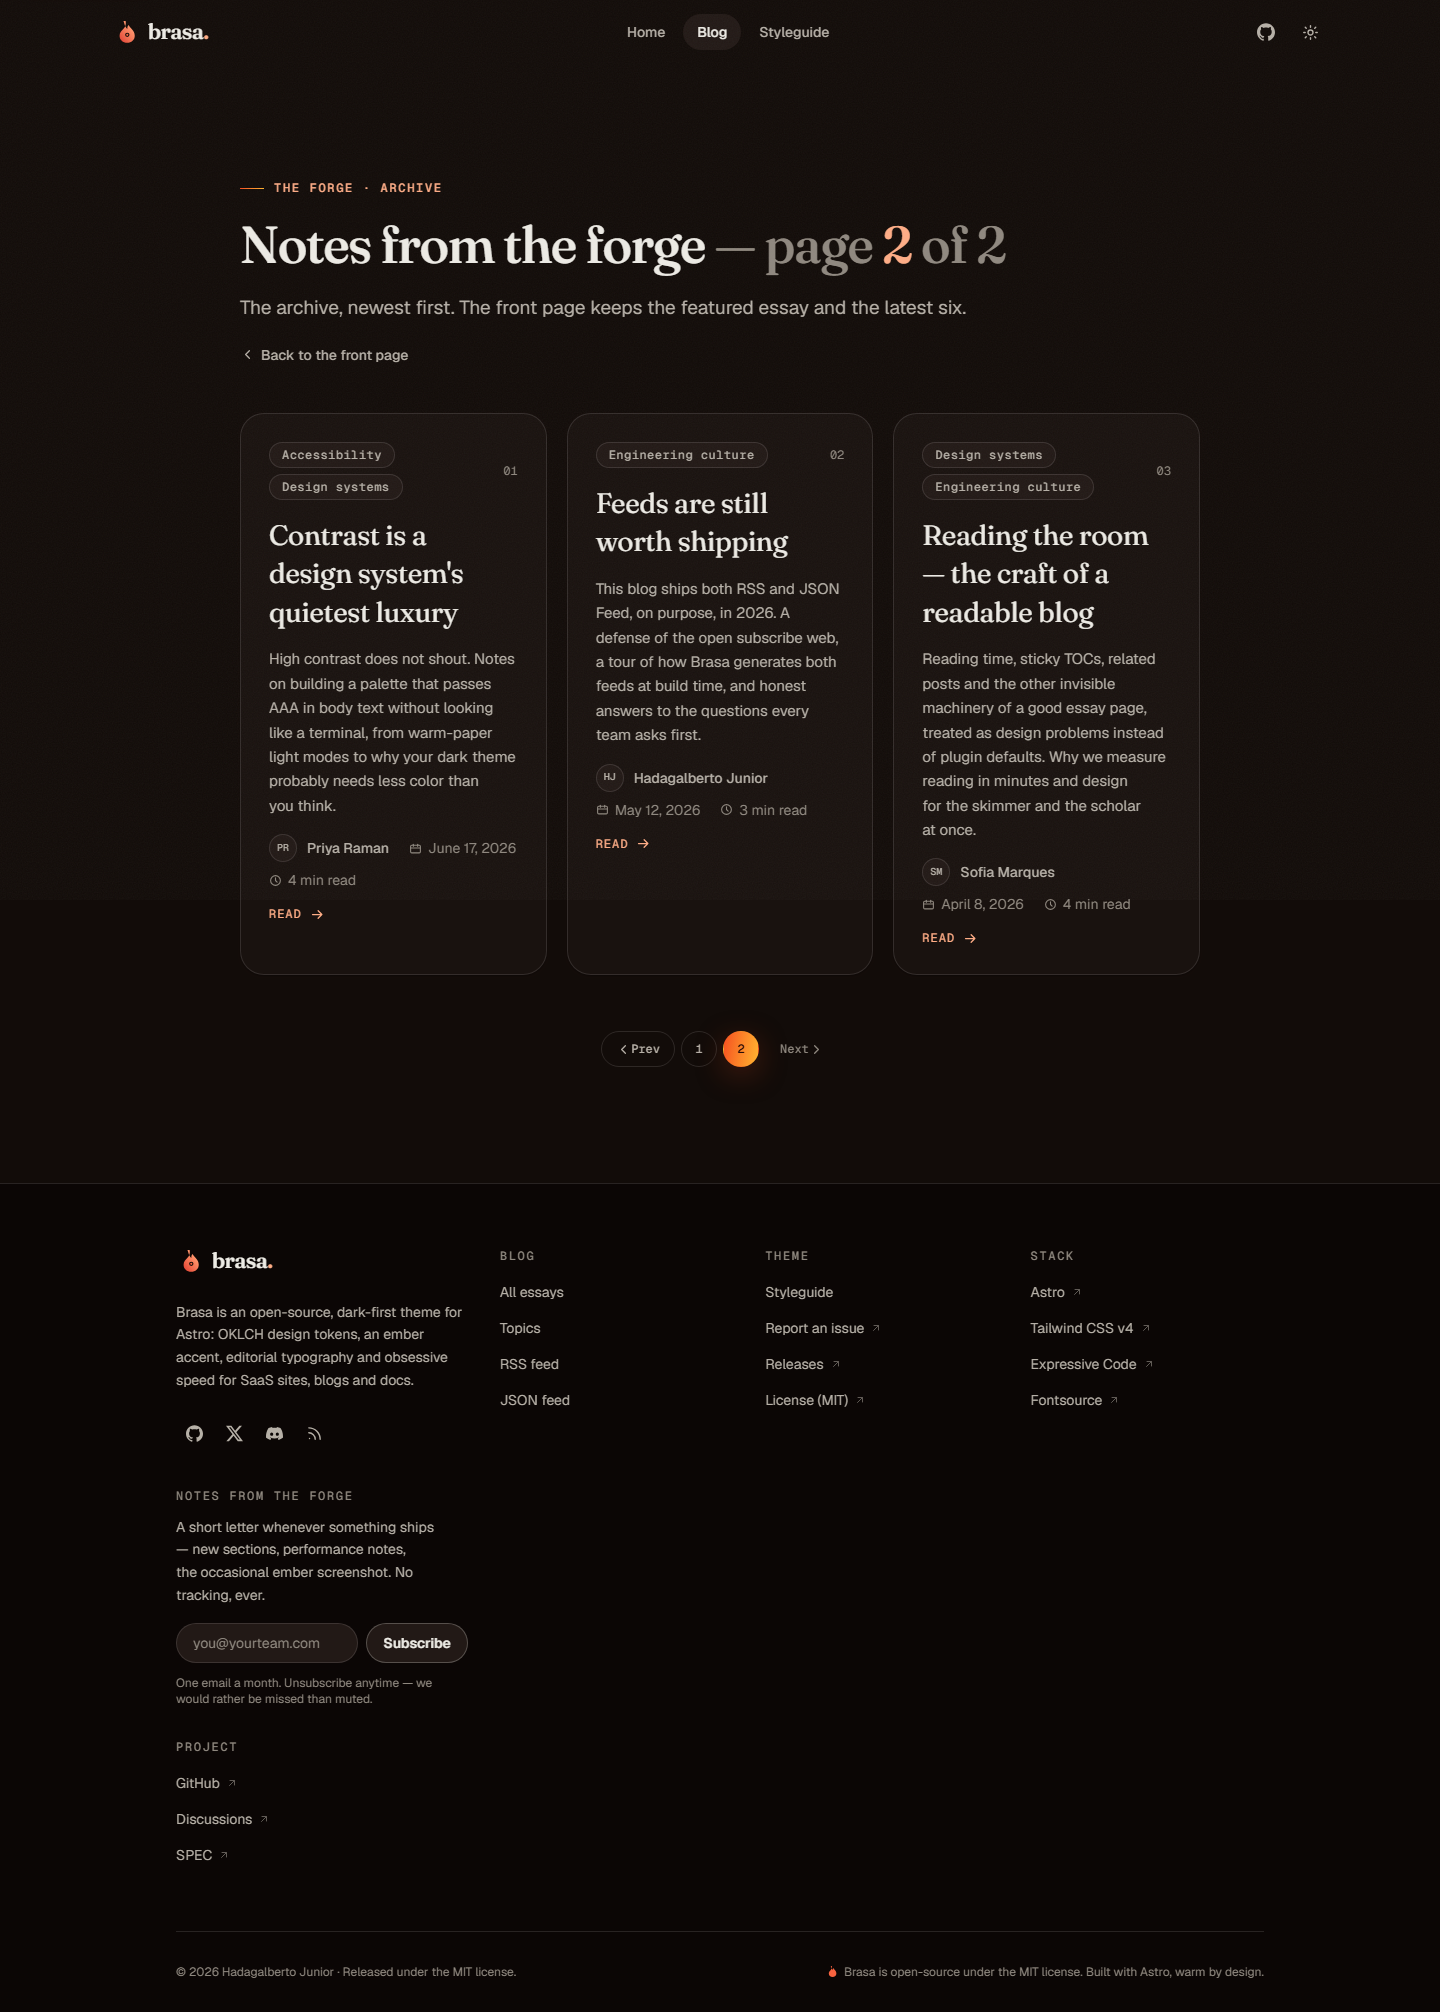 brasa.
Home
Blog
Styleguide
THE FORGE · ARCHIVE
Notes from the forge — page 2 of 2
The archive, newest first. The front page keeps the featured essay and the latest six.
Back to the front page
Accessibility
Design systems
01
Contrast is a
design system's
quietest luxury
High contrast does not shout. Notes
on building a palette that passes
AAA in body text without looking
like a terminal, from warm-paper
light modes to why your dark theme
probably needs less color than
you think.
PR
Priya Raman
June 17, 2026
4 min read
READ →
Engineering culture
02
Feeds are still
worth shipping
This blog ships both RSS and JSON
Feed, on purpose, in 2026. A
defense of the open subscribe web,
a tour of how Brasa generates both
feeds at build time, and honest
answers to the questions every
team asks first.
HJ
Hadagalberto Junior
May 12, 2026
3 min read
READ →
Design systems
Engineering culture
03
Reading the room
— the craft of a
readable blog
Reading time, sticky TOCs, related
posts and the other invisible
machinery of a good essay page,
treated as design problems instead
of plugin defaults. Why we measure
reading in minutes and design
for the skimmer and the scholar
at once.
SM
Sofia Marques
April 8, 2026
4 min read
READ →
Prev
1
2
Next
brasa.
Brasa is an open-source, dark-first theme for
Astro: OKLCH design tokens, an ember
accent, editorial typography and obsessive
speed for SaaS sites, blogs and docs.
BLOG
All essays
Topics
RSS feed
JSON feed
THEME
Styleguide
Report an issue
Releases
License (MIT)
STACK
Astro
Tailwind CSS v4
Expressive Code
Fontsource
NOTES FROM THE FORGE
A short letter whenever something ships
— new sections, performance notes,
the occasional ember screenshot. No
tracking, ever.
you@yourteam.com
Subscribe
One email a month. Unsubscribe anytime — we
would rather be missed than muted.
PROJECT
GitHub
Discussions
SPEC
© 2026 Hadagalberto Junior · Released under the MIT license.
Brasa is open-source under the MIT license. Built with Astro, warm by design.